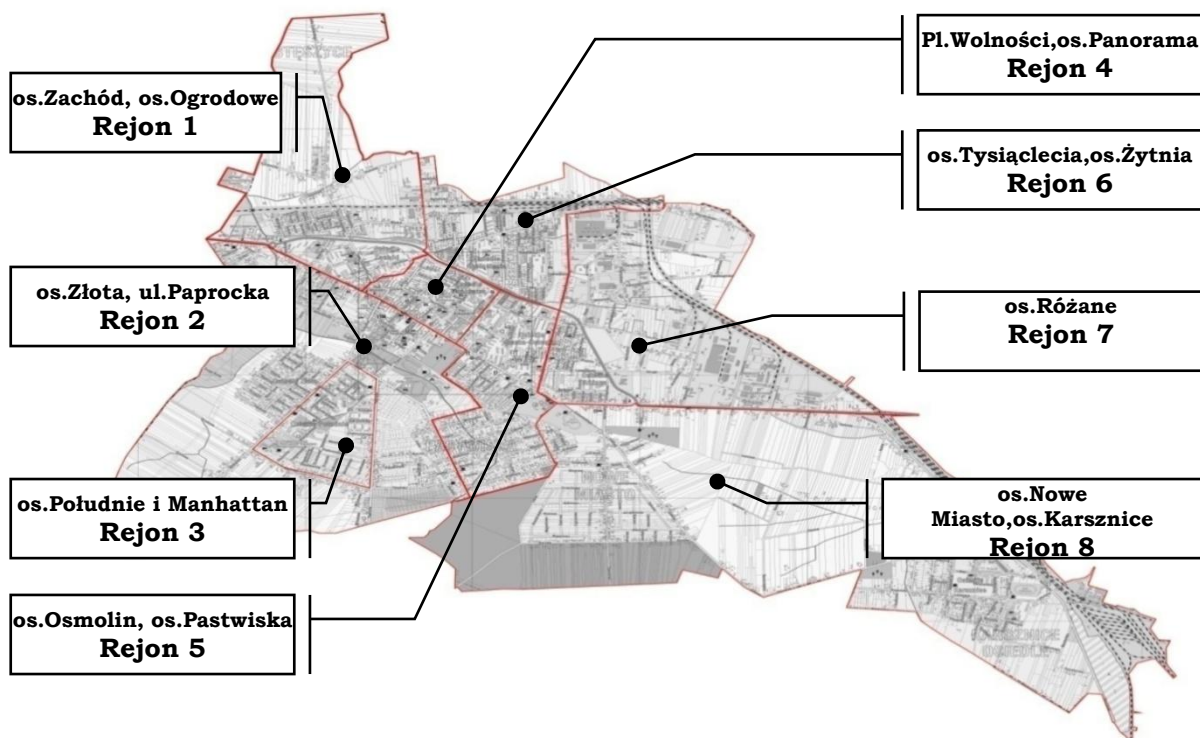 os.Zachód, os.Ogrodowe
Rejon 1
os.Złota, ul.Paprocka
Rejon 2
os.Południe i Manhattan
Rejon 3
os.Osmolin, os.Pastwiska
Rejon 5
Pl.Wolności,os.Panorama
Rejon 4
os.Tysiąclecia,os.Żytnia
Rejon 6
os.Różane
Rejon 7
os.Nowe
Miasto,os.Karsznice
Rejon 8